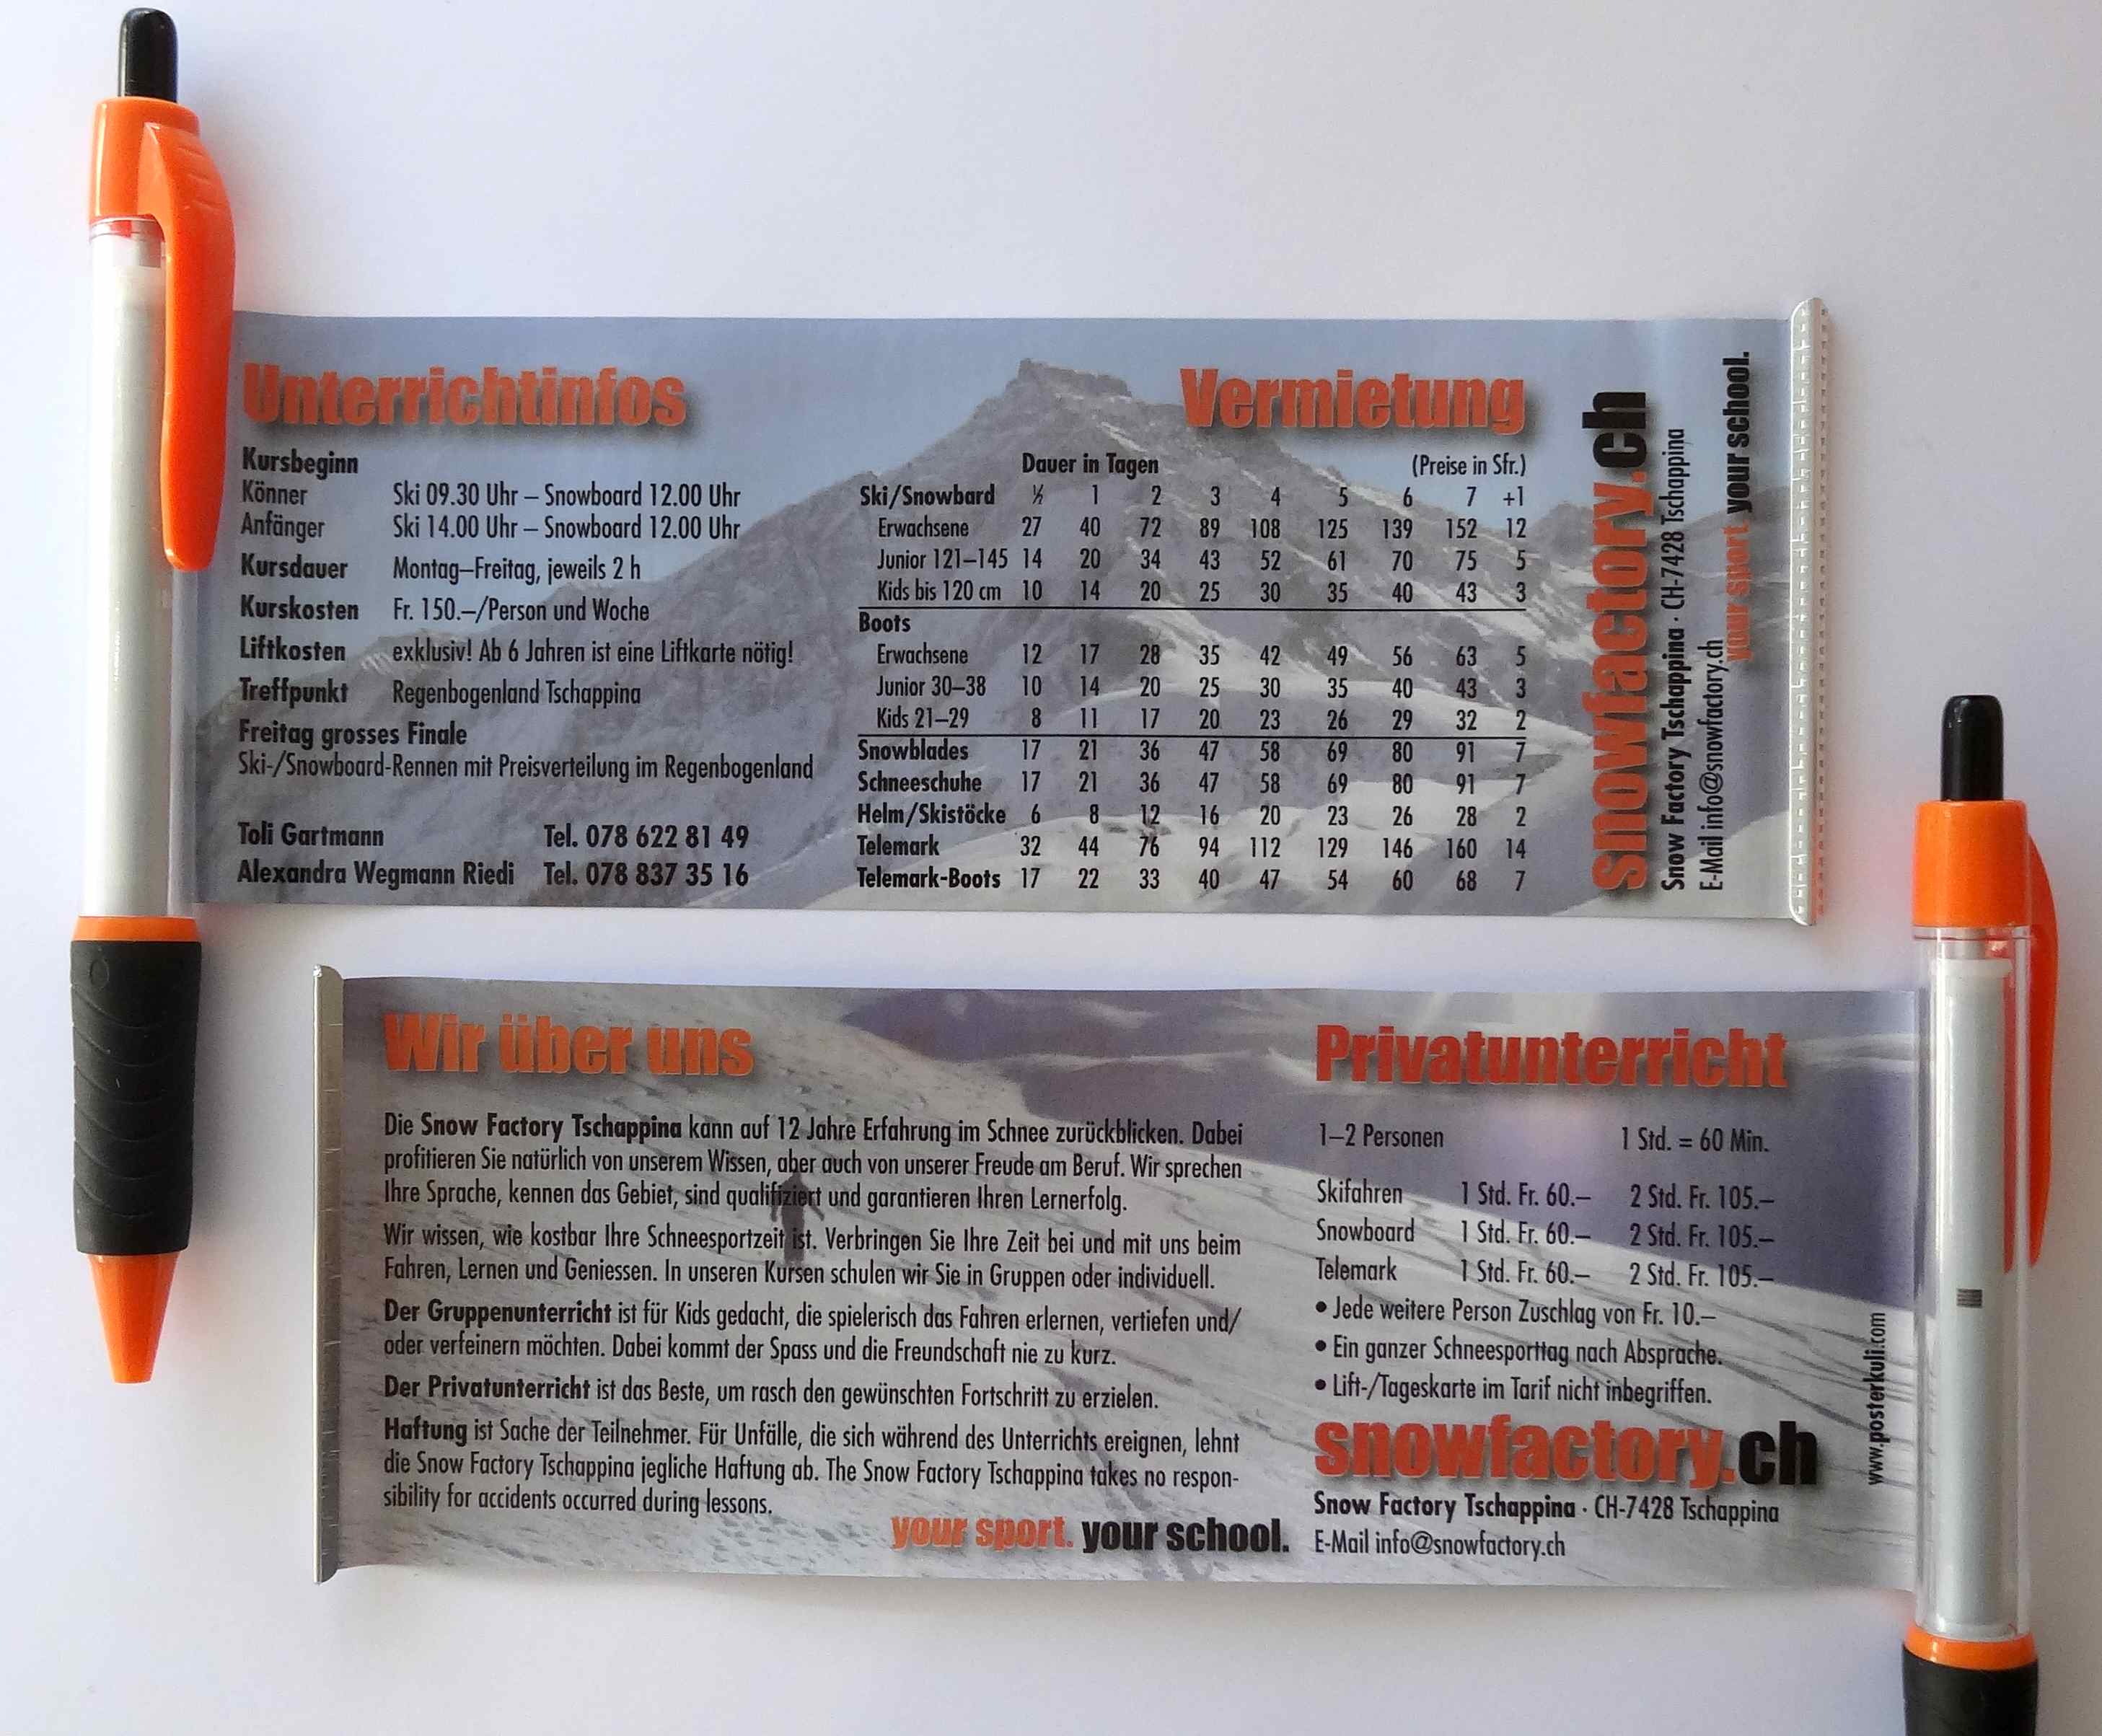 Unterrichtinfos
Kursbeginn
Könner Ski 09.30 Uhr – Snowboard 12.00 Uhr
Anfänger Ski 14.00 Uhr – Snowboard 12.00 Uhr
Kursdauer Montag–Freitag, jeweils 2 h
Kurskosten Fr. 150.–/Person und Woche
Liftkosten exklusiv! Ab 6 Jahren ist eine Liftkarte nötig!
Treffpunkt Regenbogenland Tschappina
Freitag grosses Finale
Ski-/Snowboard-Rennen mit Preisverteilung im Regenbogenland
Toli Gartmann Tel. 078 622 81 49
Alexandra Wegmann Riedi Tel. 078 837 35 16
Vermietung
Dauer in Tagen (Preise in Sfr.)
Ski/Snowbard ½ 1 2 3 4 5 6 7 +1
Erwachsene 27 40 72 89 108 125 139 152 12
Junior 121–145 14 20 34 43 52 61 70 75 5
Kids bis 120 cm 10 14 20 25 30 35 40 43 3
Boots
Erwachsene 12 17 28 35 42 49 56 63 5
Junior 30–38 10 14 20 25 30 35 40 43 3
Kids 21–29 8 11 17 20 23 26 29 32 2
Snowblades 17 21 36 47 58 69 80 91 7
Schneeschuhe 17 21 36 47 58 69 80 91 7
Helm/Skistöcke 6 8 12 16 20 23 26 28 2
Telemark 32 44 76 94 112 129 146 160 14
Telemark-Boots 17 22 33 40 47 54 60 68 7
snowfactory.ch
Snow Factory Tschappina · CH-7428 Tschappina
E-Mail info@snowfactory.ch
your sport. your school.
Wir über uns
Die Snow Factory Tschappina kann auf 12 Jahre Erfahrung im Schnee zurückblicken. Dabei
profitieren Sie natürlich von unserem Wissen, aber auch von unserer Freude am Beruf. Wir sprechen
Ihre Sprache, kennen das Gebiet, sind qualifiziert und garantieren Ihren Lernerfolg.
Wir wissen, wie kostbar Ihre Schneesportzeit ist. Verbringen Sie Ihre Zeit bei und mit uns beim
Fahren, Lernen und Geniessen. In unseren Kursen schulen wir Sie in Gruppen oder individuell.
Der Gruppenunterricht ist für Kids gedacht, die spielerisch das Fahren erlernen, vertiefen und/
oder verfeinern möchten. Dabei kommt der Spass und die Freundschaft nie zu kurz.
Der Privatunterricht ist das Beste, um rasch den gewünschten Fortschritt zu erzielen.
Haftung ist Sache der Teilnehmer. Für Unfälle, die sich während des Unterrichts ereignen, lehnt
die Snow Factory Tschappina jegliche Haftung ab. The Snow Factory Tschappina takes no respon-
sibility for accidents occurred during lessons.
your sport. your school.
Privatunterricht
1–2 Personen 1 Std. = 60 Min.
Skifahren 1 Std. Fr. 60.– 2 Std. Fr. 105.–
Snowboard 1 Std. Fr. 60.– 2 Std. Fr. 105.–
Telemark 1 Std. Fr. 60.– 2 Std. Fr. 105.–
• Jede weitere Person Zuschlag von Fr. 10.–
• Ein ganzer Schneesporttag nach Absprache.
• Lift-/Tageskarte im Tarif nicht inbegriffen.
snowfactory.ch
Snow Factory Tschappina · CH-7428 Tschappina
E-Mail info@snowfactory.ch
www.posterkuli.com